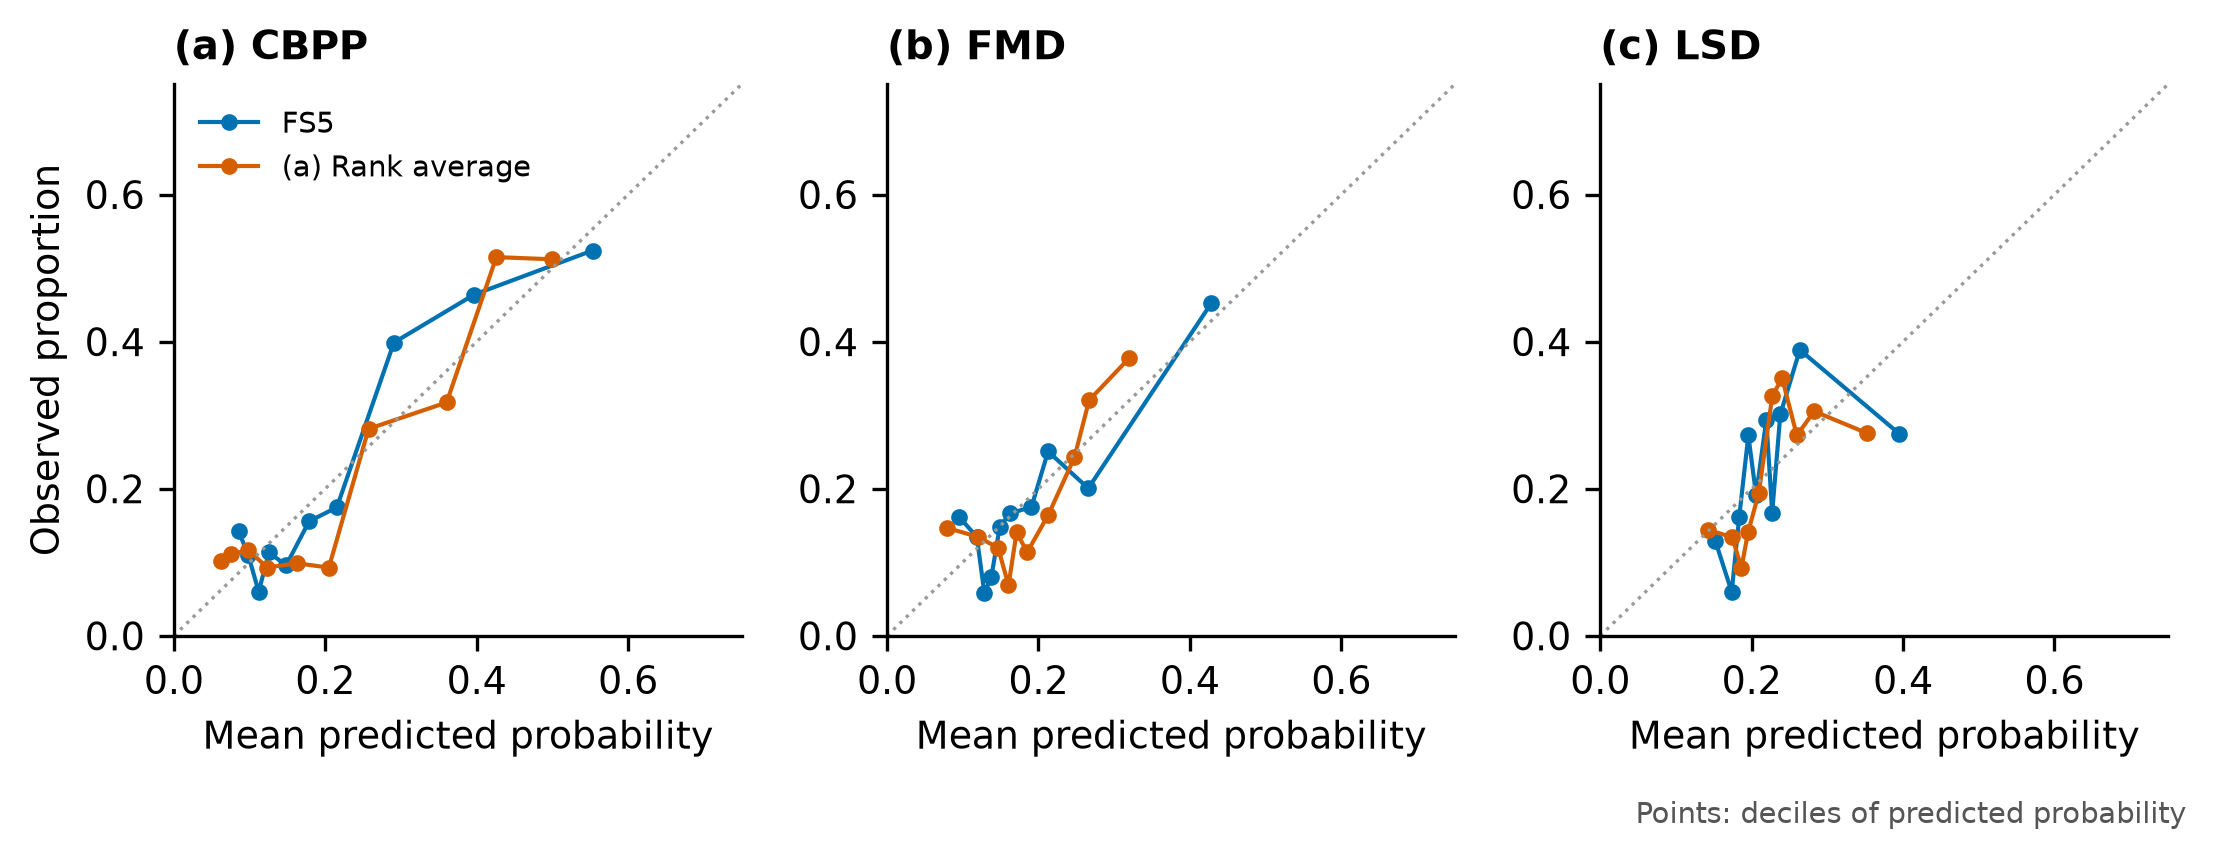 (a) CBPP
(b) FMD
(c) LSD
FS5
(a) Rank average
Observed proportion
0.6
0.4
0.2
0.0
0.0 0.2 0.4 0.6
Mean predicted probability
0.6
0.4
0.2
0.0
0.0 0.2 0.4 0.6
Mean predicted probability
0.6
0.4
0.2
0.0
0.0 0.2 0.4 0.6
Mean predicted probability
Points: deciles of predicted probability